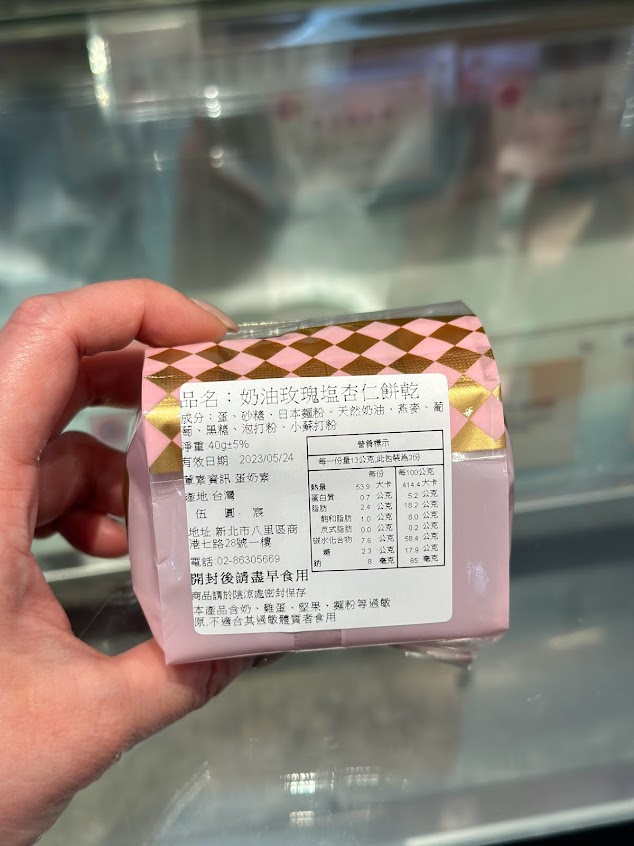 品名：奶油玫瑰塩杏仁餅乾
成分：蛋、砂糖、日本麵粉、天然奶油、燕麥、葡
萄、黑糖、泡打粉、小蘇打粉
淨重 40g±5%
有效日期 2023/05/24
葷素資訊 蛋奶素
產地 台灣
伍圓宸
地址 新北市八里區商
港七路28號一樓
電話 02-86305669
開封後請盡早食用
商品請於陰涼處密封保存
本產品含奶、雞蛋、堅果、麵粉等過敏
原,不適合其過敏體質者食用
營養標示
每一份量13公克,此包裝為3份
每份 每100公克
熱量 53.9 大卡 414.4 大卡
蛋白質 0.7 公克 5.2 公克
脂肪 2.4 公克 18.2 公克
飽和脂肪 1.0 公克 8.0 公克
反式脂肪 0.0 公克 0.2 公克
碳水化合物 7.6 公克 58.4 公克
糖 2.3 公克 17.9 公克
鈉 8 毫克 65 毫克